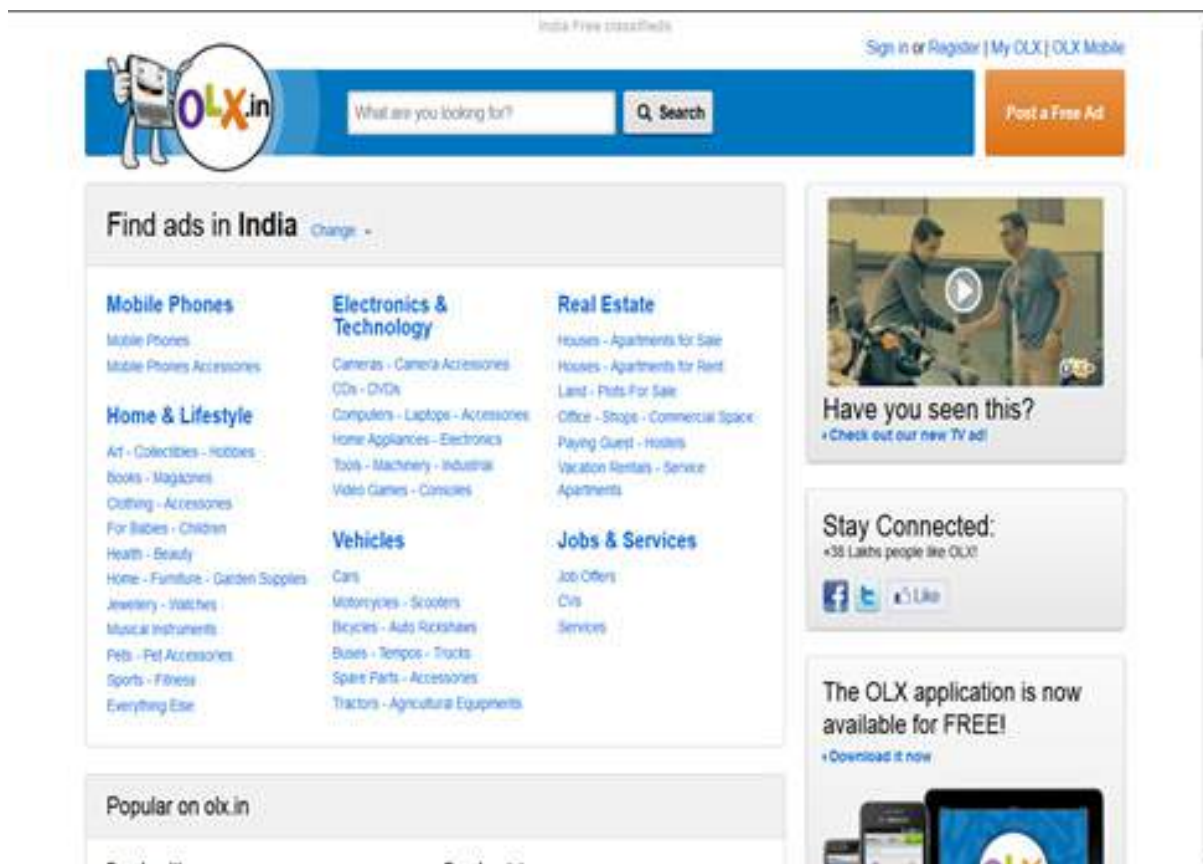 India Free classifieds
Sign in or Register | My OLX | OLX Mobile
OLX.in
What are you looking for?
Search
Post a Free Ad
Find ads in India Change
Mobile Phones
Mobile Phones
Mobile Phones Accessories
Home & Lifestyle
Art - Collectibles - Hobbies
Books - Magazines
Clothing - Accessories
For Babies - Children
Health - Beauty
Home - Furniture - Garden Supplies
Jewellery - Watches
Musical Instruments
Pets - Pet Accessories
Sports - Fitness
Everything Else
Electronics &
Technology
Cameras - Camera Accessories
CDs - DVDs
Computers - Laptops - Accessories
Home Appliances - Electronics
Tools - Machinery - Industrial
Video Games - Consoles
Vehicles
Cars
Motorcycles - Scooters
Bicycles - Auto Rickshaws
Buses - Tempos - Trucks
Spare Parts - Accessories
Tractors - Agricultural Equipments
Real Estate
Houses - Apartments for Sale
Houses - Apartments for Rent
Land - Plots For Sale
Office - Shops - Commercial Space
Paying Guest - Hostels
Vacation Rentals - Service
Apartments
Jobs & Services
Job Offers
CVs
Services
OLX
Have you seen this?
Check out our new TV ad!
Stay Connected:
+38 Lakhs people like OLX!
Like
The OLX application is now
available for FREE!
Download it now
OLX
Popular on olx.in